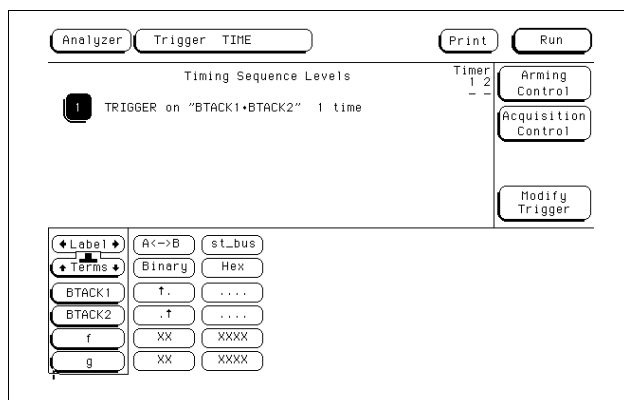 Analyzer Trigger TIME Print Run
Timing Sequence Levels
Timer
1 2
– –
Arming
Control
1 TRIGGER on "BTACK1•BTACK2" 1 time
Acquisition
Control
Modify
Trigger
←Label→ A<->B st_bus
↑Terms↓ Binary Hex
BTACK1 ↑. ....
BTACK2 .↑ ....
f XX XXXX
g XX XXXX